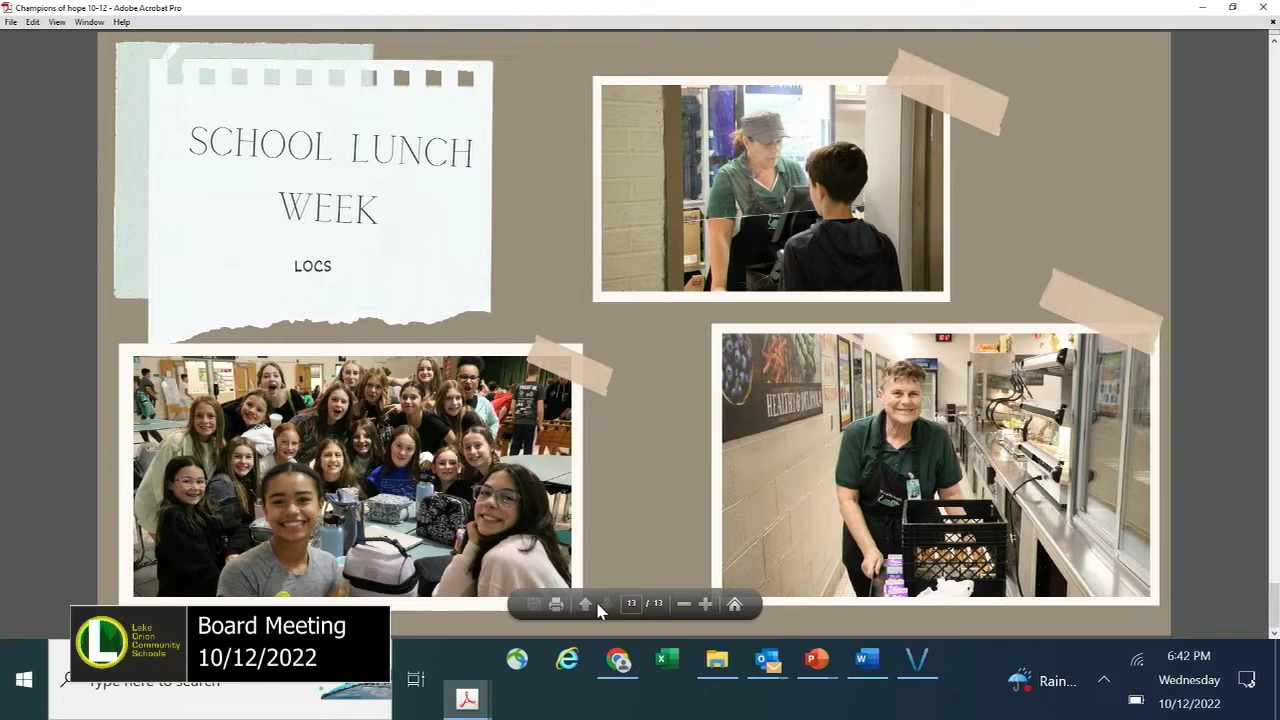 Champions of hope 10-12 - Adobe Acrobat Pro
File Edit View Window Help
SCHOOL LUNCH
WEEK
LOCS
HEALTHY &
13 / 13
Lake
Orion
Community
Schools
Board Meeting
10/12/2022
Type here to search
Rain...
6:42 PM
Wednesday
10/12/2022